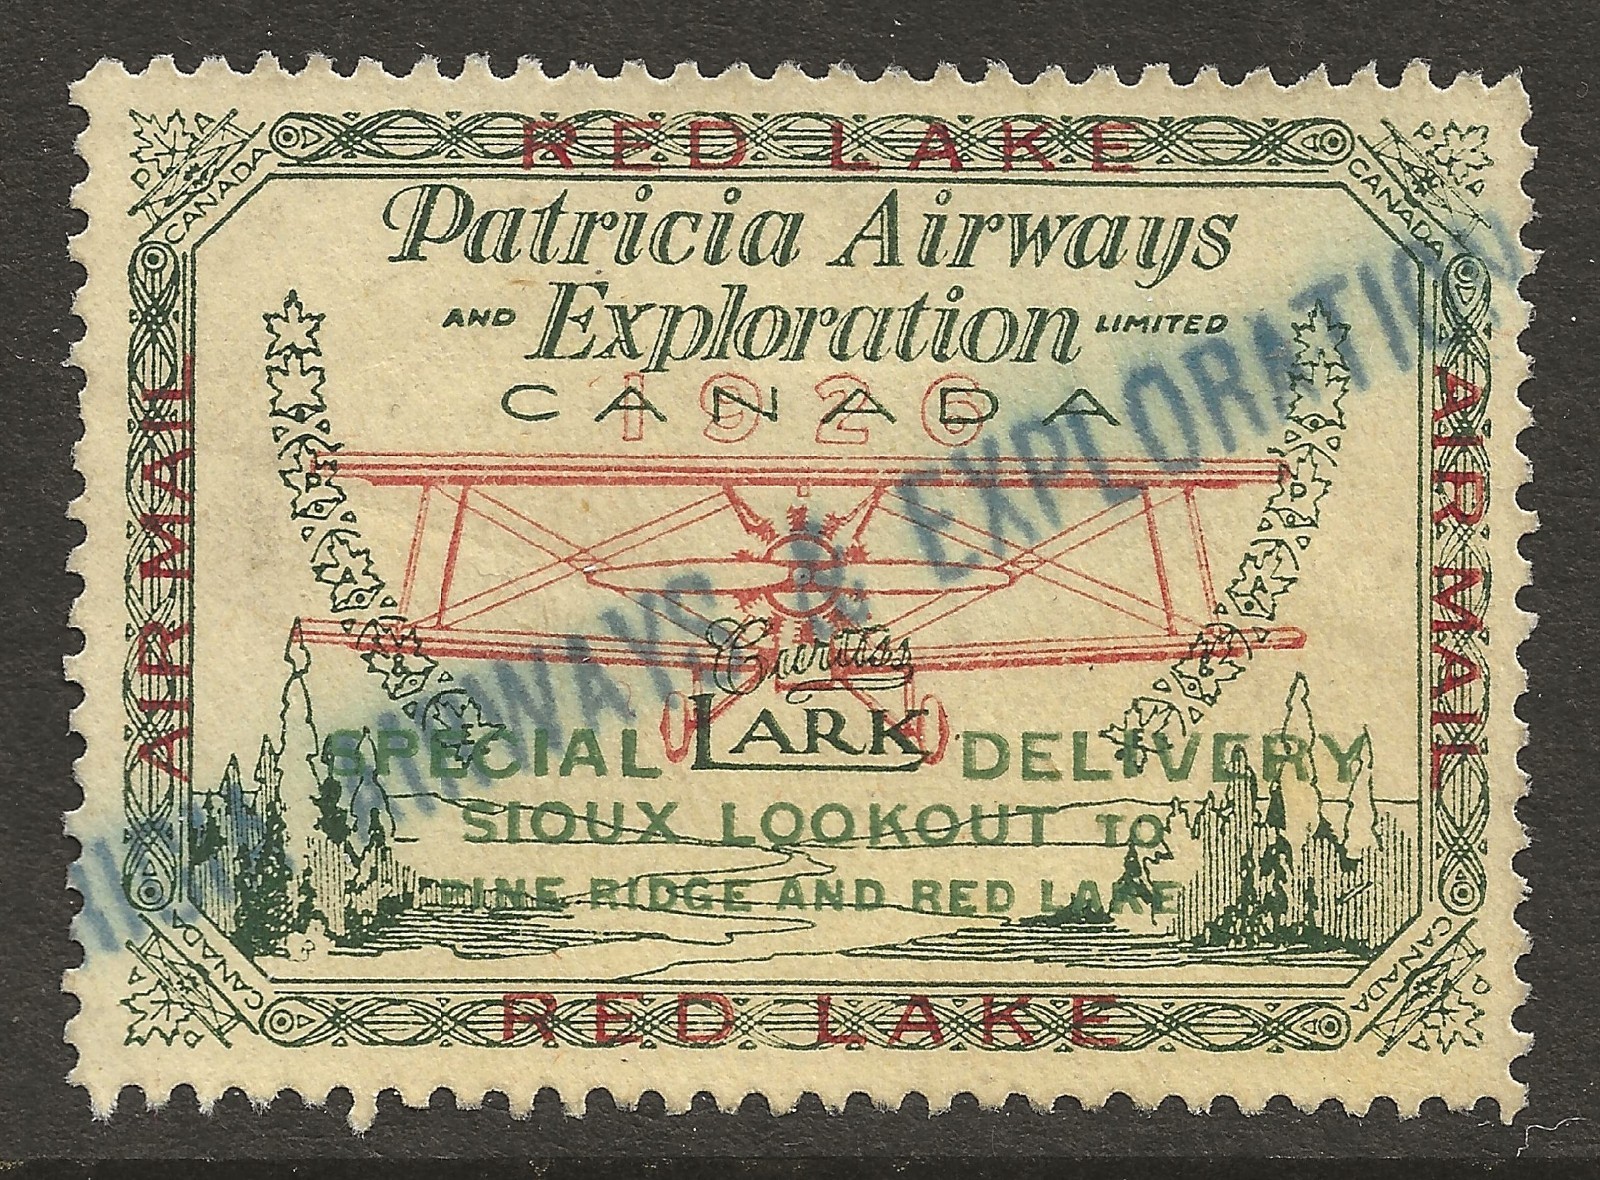 RED LAKE
Patricia Airways
AND Exploration LIMITED
CANADA
1926
Curtiss
LARK
SPECIAL DELIVERY
SIOUX LOOKOUT TO
PINE RIDGE AND RED LAKE
RED LAKE
AIR MAIL
AIR MAIL
CANADA
CANADA
CANADA
CANADA
AIRWAYS & EXPLORATION